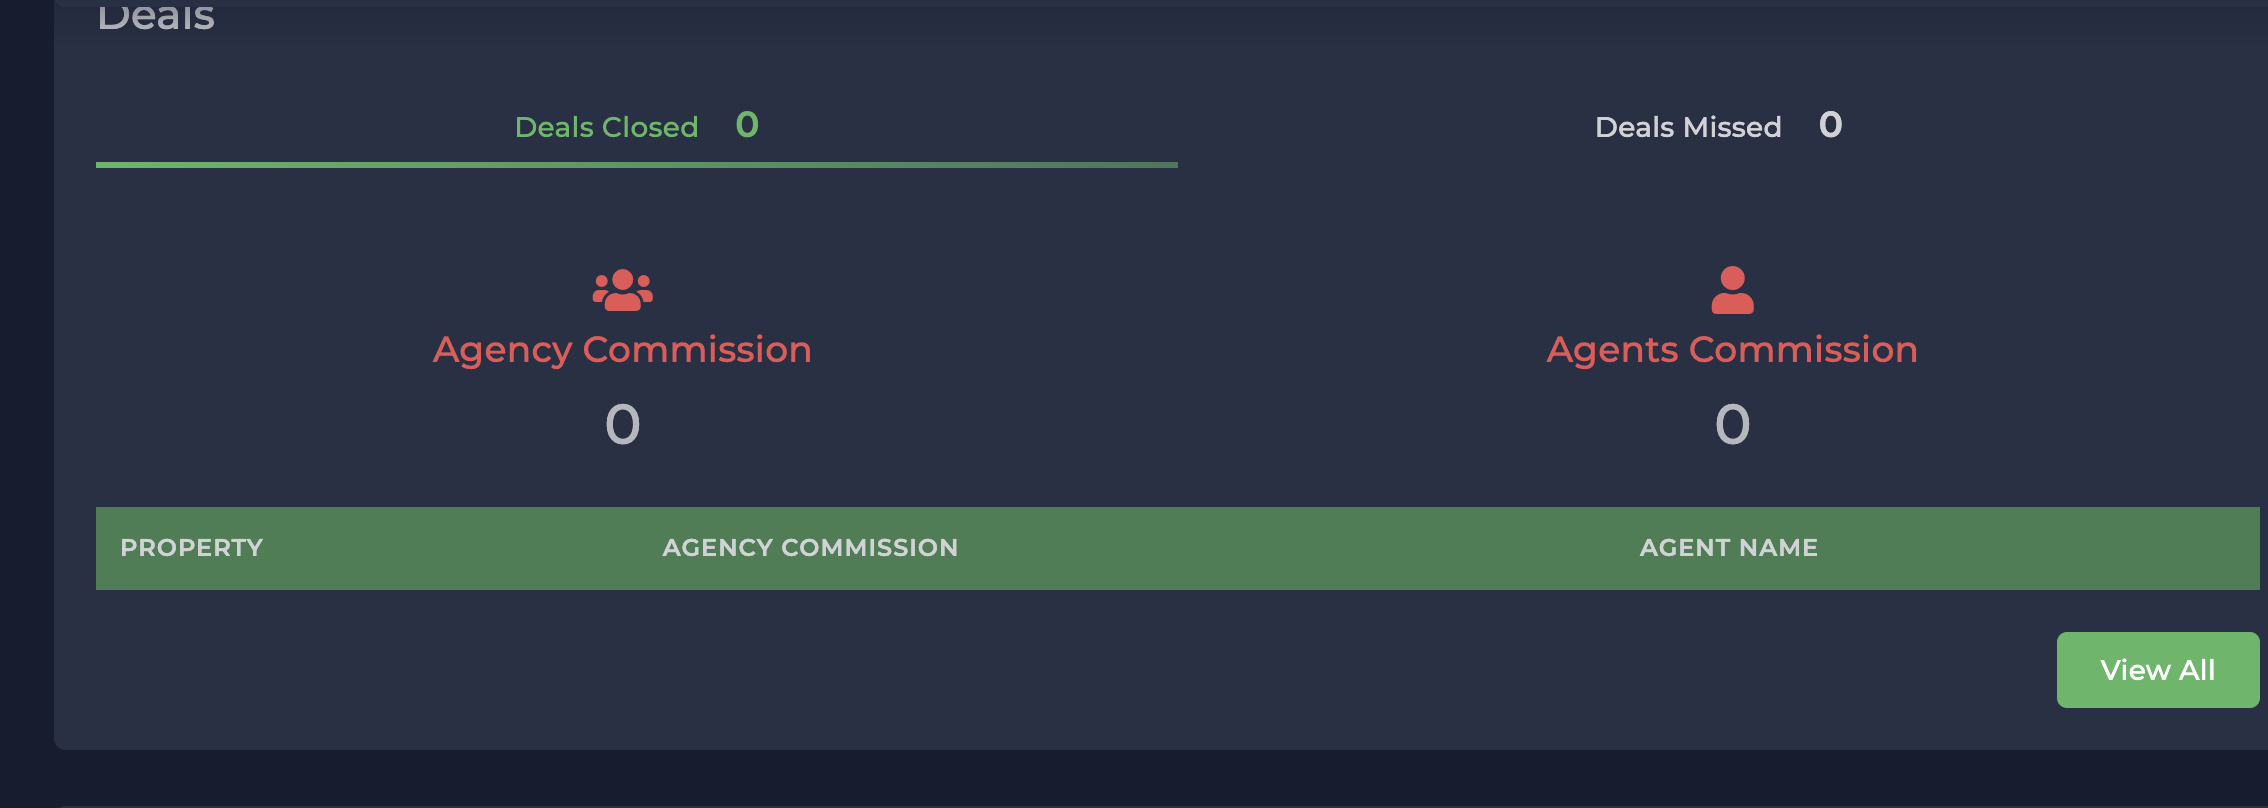 Deals
Deals Closed 0
Deals Missed 0
Agency Commission
0
Agents Commission
0
PROPERTY AGENCY COMMISSION AGENT NAME
View All